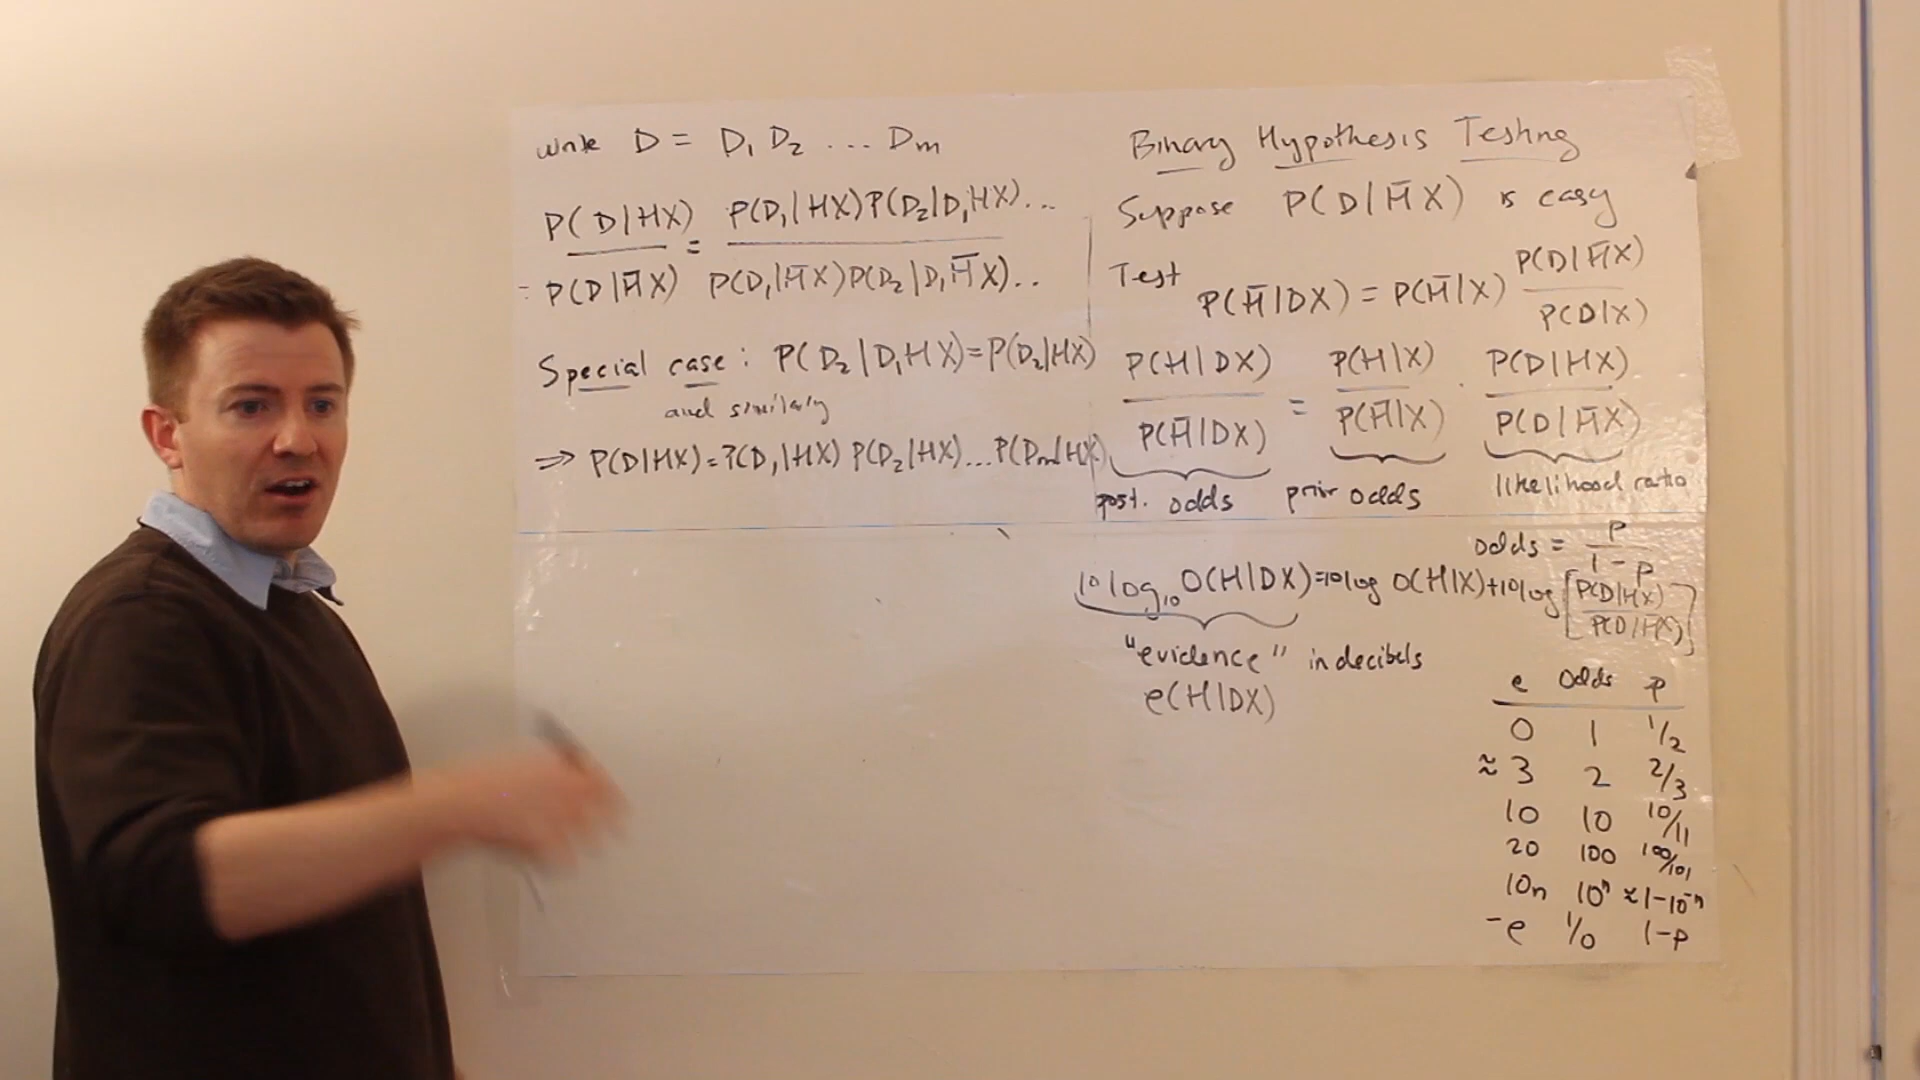 write D = D₁ D₂ ... Dm
P(D|HX) / P(D|H̄X) = P(D₁|HX)P(D₂|D₁HX)... / P(D₁|H̄X)P(D₂|D₁H̄X)..
Special case: P(D₂|D₁HX)=P(D₂|HX)
and similarly
⇒ P(D|HX)=P(D₁|HX) P(D₂|HX)...P(Dm|HX)
Binary Hypothesis Testing
Suppose P(D|H̄X) is easy
Test
P(H̄|DX) = P(H̄|X) P(D|H̄X) / P(D|X)
P(H|DX) / P(H̄|DX) = P(H|X) / P(H̄|X) · P(D|HX) / P(D|H̄X)
post. odds prior odds likelihood ratio
odds = P / 1-P
10 log₁₀ O(H|DX)=10log O(H|X)+10log [P(D|HX) / P(D|H̄X)]
"evidence" in decibels
e(H|DX)
e Odds P
0 1 1/2
≈ 3 2 2/3
10 10 10/11
20 100 100/101
10n 10ⁿ ≈1-10⁻ⁿ
-e 1/0 1-P